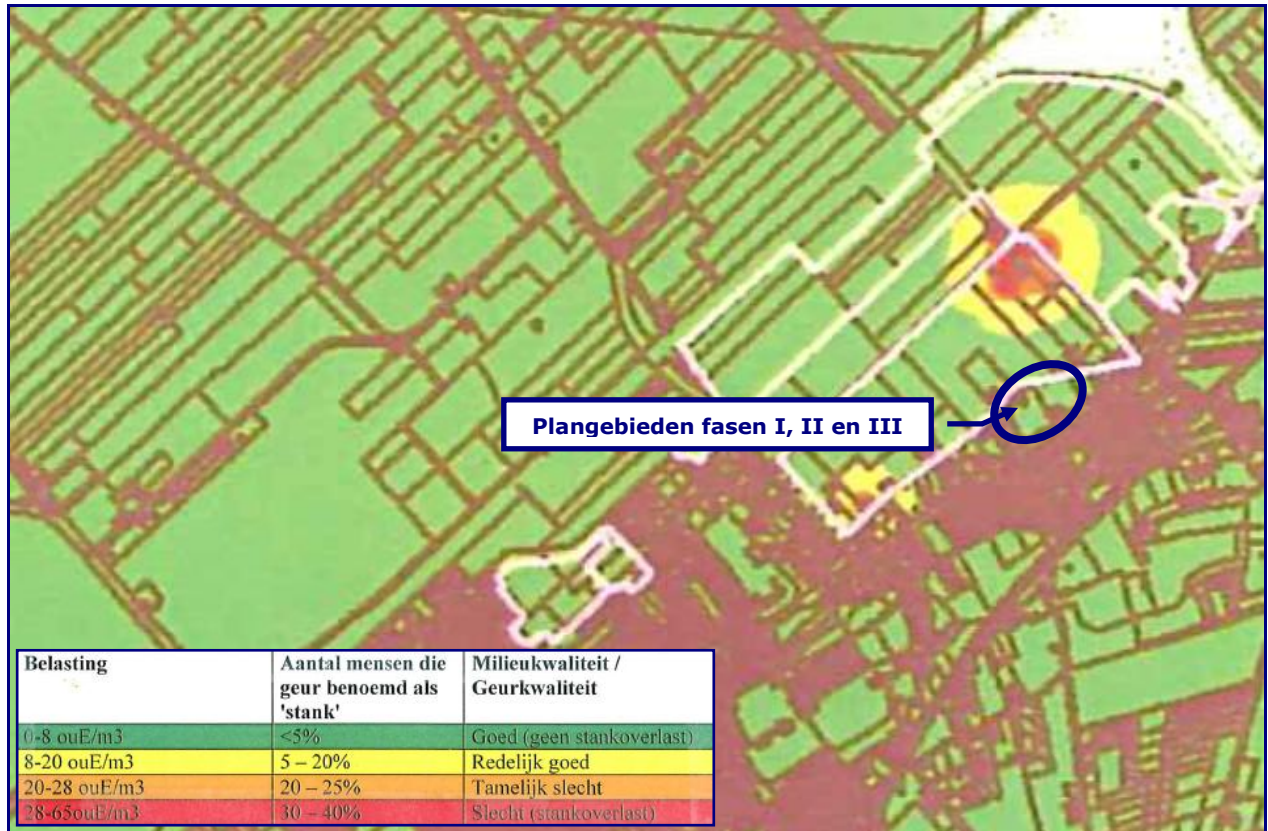 Plangebieden fasen I, II en III
Belasting
Aantal mensen die
geur benoemd als
'stank'
Milieukwaliteit /
Geurkwaliteit
0-8 ouE/m3 <5% Goed (geen stankoverlast)
8-20 ouE/m3 5 – 20% Redelijk goed
20-28 ouE/m3 20 – 25% Tamelijk slecht
28-65ouE/m3 30 – 40% Slecht (stankoverlast)